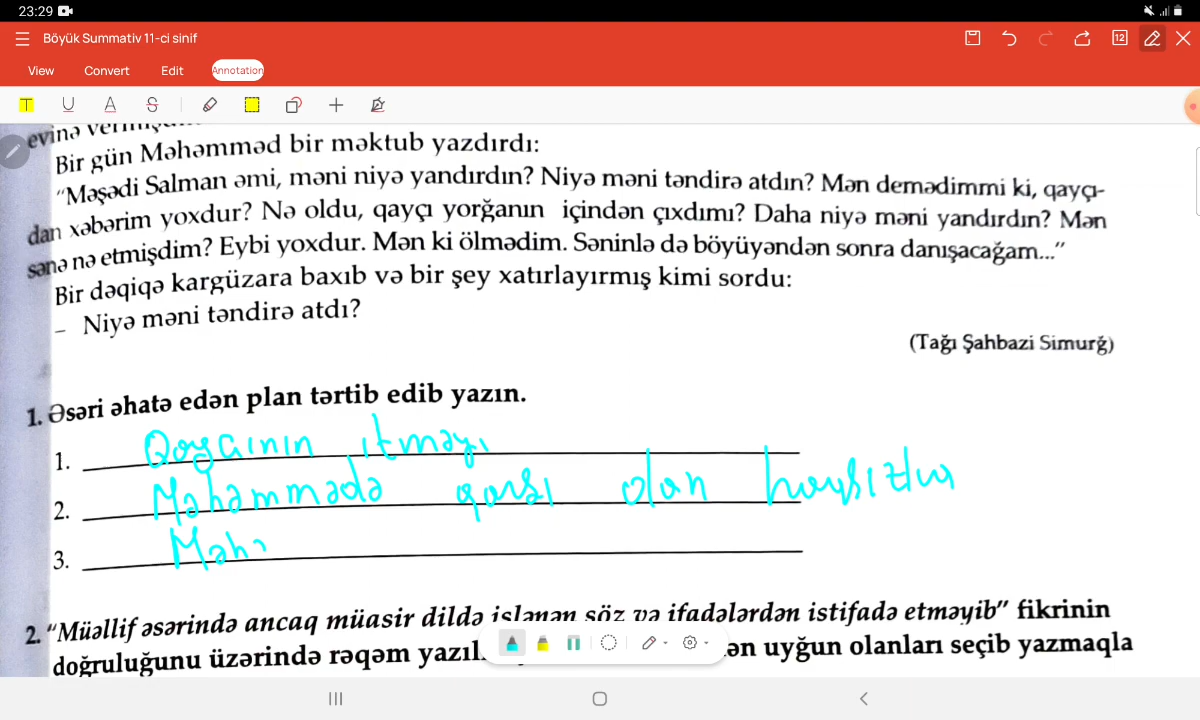 23:29
Böyük Summativ 11-ci sinif
12
View Convert Edit Annotation
T U A S
evinə
Bir gün Məhəmməd bir məktub yazdırdı:
“Məşədi Salman əmi, məni niyə yandırdın? Niyə məni təndirə atdın? Mən demədimmi ki, qayçı-
dan xəbərim yoxdur? Nə oldu, qayçı yorğanın içindən çıxdımı? Daha niyə məni yandırdın? Mən
sənə nə etmişdim? Eybi yoxdur. Mən ki ölmədim. Səninlə də böyüyəndən sonra danışacağam...”
Bir dəqiqə kargüzara baxıb və bir şey xatırlayırmış kimi sordu:
– Niyə məni təndirə atdı?
(Tağı Şahbazi Simurğ)
1. Əsəri əhatə edən plan tərtib edib yazın.
1. Qayçının itməyi
2. Məhəmmədə qarşı olan haqsızlıq
3. Məh
2. “Müəllif əsərində ancaq müasir dildə işlənən söz və ifadələrdən istifadə etməyib” fikrinin
doğruluğunu üzərində rəqəm yazıl ən uyğun olanları seçib yazmaqla